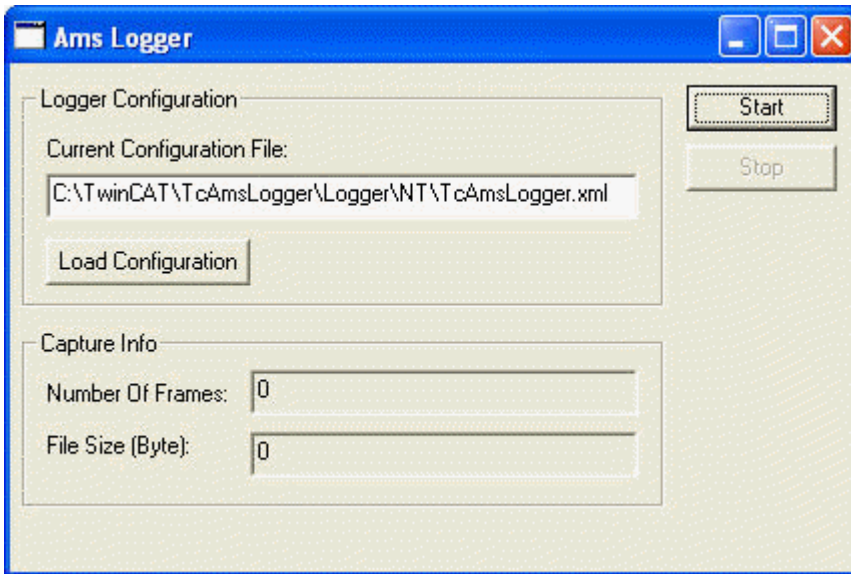 Ams Logger
Logger Configuration
Start
Current Configuration File:
Stop
C:\TwinCAT\TcAmsLogger\Logger\NT\TcAmsLogger.xml
Load Configuration
Capture Info
Number Of Frames: 0
File Size (Byte): 0